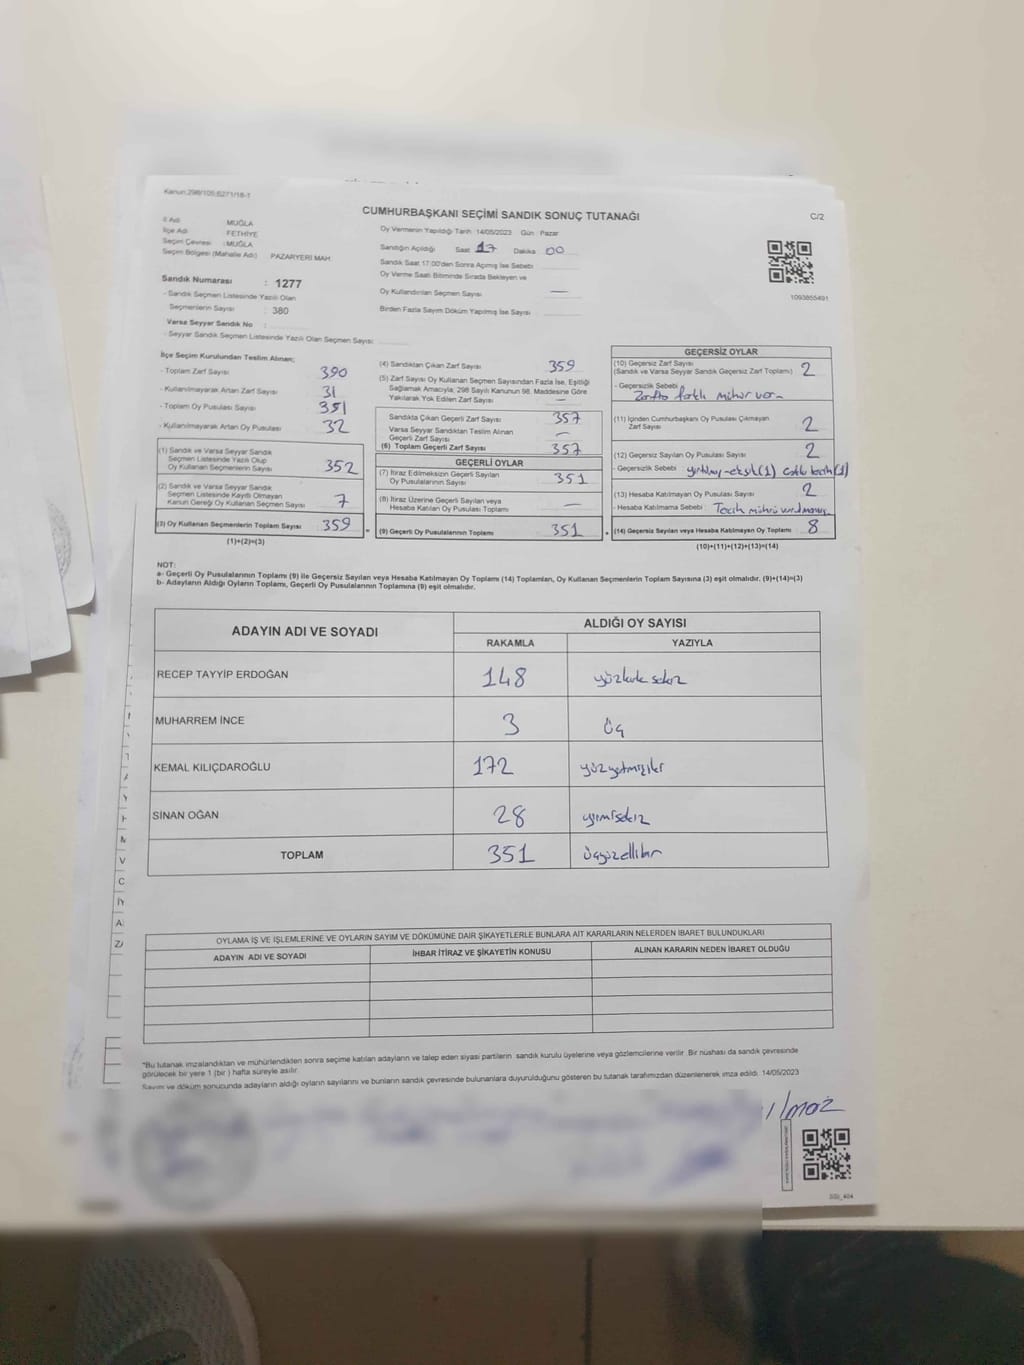 Kanun:298/105;6271/18-1
CUMHURBAŞKANI SEÇİMİ SANDIK SONUÇ TUTANAĞI
C/2
İl Adı MUĞLA
İlçe Adı FETHİYE
Seçim Çevresi :MUĞLA
Seçim Bölgesi (Mahalle Adı) PAZARYERİ MAH.
Oy Vermenin Yapıldığı Tarih :14/05/2023 Gün : Pazar
Sandığın Açıldığı Saat 17 Dakika 00
Sandık Saat 17:00'den Sonra Açılmış İse Sebebi
Oy Verme Saati Bitiminde Sırada Bekleyen ve
Oy Kullandırılan Seçmen Sayısı —
Birden Fazla Sayım Döküm Yapılmış İse Sayısı
1093855491
Sandık Numarası : 1277
- Sandık Seçmen Listesinde Yazılı Olan
Seçmenlerin Sayısı : 380
Varsa Seyyar Sandık No :
- Seyyar Sandık Seçmen Listesinde Yazılı Olan Seçmen Sayısı:
İlçe Seçim Kurulundan Teslim Alınan;
- Toplam Zarf Sayısı 390
- Kullanılmayarak Artan Zarf Sayısı 31
- Toplam Oy Pusulası Sayısı 391
- Kullanılmayarak Artan Oy Pusulası 32
(1) Sandık ve Varsa Seyyar Sandık
Seçmen Listesinde Yazılı Olup
Oy Kullanan Seçmenlerin Sayısı 352
(2) Sandık ve Varsa Seyyar Sandık
Seçmen Listesinde Kayıtlı Olmayan
Kanun Gereği Oy Kullanan Seçmen Sayısı 7
(3) Oy Kullanan Seçmenlerin Toplam Sayısı 359
(1)+(2)=(3)
(4) Sandıktan Çıkan Zarf Sayısı 359
(5) Zarf Sayısı Oy Kullanan Seçmen Sayısından Fazla İse, Eşitliği
Sağlamak Amacıyla, 298 Sayılı Kanunun 98. Maddesine Göre
Yakılarak Yok Edilen Zarf Sayısı —
Sandıkta Çıkan Geçerli Zarf Sayısı 357
Varsa Seyyar Sandıktan Teslim Alınan
Geçerli Zarf Sayısı —
(6) Toplam Geçerli Zarf Sayısı 357
GEÇERLİ OYLAR
(7) İtiraz Edilmeksizin Geçerli Sayılan
Oy Pusulalarının Sayısı 351
(8) İtiraz Üzerine Geçerli Sayılan veya
Hesaba Katılan Oy Pusulası Toplamı —
= (9) Geçerli Oy Pusulalarının Toplamı 351 +
GEÇERSİZ OYLAR
(10) Geçersiz Zarf Sayısı
(Sandık ve Varsa Seyyar Sandık Geçersiz Zarf Toplamı) 2
- Geçersizlik Sebebi
Zarfta farklı mühür var.
(11) İçinden Cumhurbaşkanı Oy Pusulası Çıkmayan
Zarf Sayısı 2
(12) Geçersiz Sayılan Oy Pusulası Sayısı 2
- Geçersizlik Sebebi yırtılmış-eksik(1) (1)
(13) Hesaba Katılmayan Oy Pusulası Sayısı 2
- Hesaba Katılmama Sebebi Tercih mührü
(14) Geçersiz Sayılan veya Hesaba Katılmayan Oy Toplamı 8
(10)+(11)+(12)+(13)=(14)
NOT:
a- Geçerli Oy Pusulalarının Toplamı (9) ile Geçersiz Sayılan veya Hesaba Katılmayan Oy Toplamı (14) Toplamları, Oy Kullanan Seçmenlerin Toplam Sayısına (3) eşit olmalıdır. (9)+(14)=(3)
b- Adayların Aldığı Oyların Toplamı, Geçerli Oy Pusulalarının Toplamına (9) eşit olmalıdır.
ADAYIN ADI VE SOYADI ALDIĞI OY SAYISI
RAKAMLA YAZIYLA
RECEP TAYYİP ERDOĞAN 148 yüzkırksekiz
MUHARREM İNCE 3 üç
KEMAL KILIÇDAROĞLU 172 yüzyetmişiki
SİNAN OĞAN 28 yirmisekiz
TOPLAM 351 üçyüzellibir
OYLAMA İŞ VE İŞLEMLERİNE VE OYLARIN SAYIM VE DÖKÜMÜNE DAİR ŞİKAYETLERLE BUNLARA AİT KARARLARIN NELERDEN İBARET BULUNDUKLARI
ADAYIN ADI VE SOYADI İHBAR İTİRAZ VE ŞİKAYETİN KONUSU ALINAN KARARIN NEDEN İBARET OLDUĞU
*Bu tutanak imzalandıktan ve mühürlendikten sonra seçime katılan adayların ve talep eden siyasi partilerin sandık kurulu üyelerine veya gözlemcilerine verilir. Bir nüshası da sandık çevresinde
görülecek bir yere 1 (bir) hafta süreyle asılır.
Sayım ve döküm sonucunda adayların aldığı oyların sayılarını ve bunların sandık çevresinde bulunanlara duyurulduğunu gösteren bu tutanak tarafımızdan düzenlenerek imza edildi. 14/05/2023